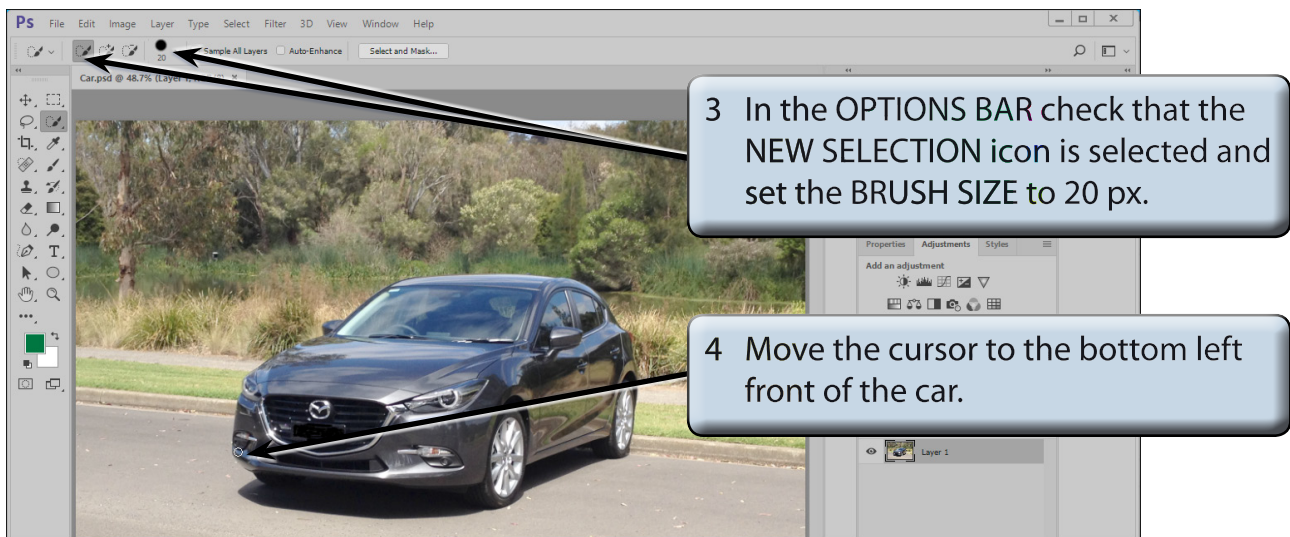 Ps File Edit Image Layer Type Select Filter 3D View Window Help
20 Sample All Layers Auto-Enhance Select and Mask...
Car.psd @ 48.7% (Layer
3 In the OPTIONS BAR check that the
NEW SELECTION icon is selected and
set the BRUSH SIZE to 20 px.
Properties Adjustments Styles
Add an adjustment
4 Move the cursor to the bottom left
front of the car.
Layer 1